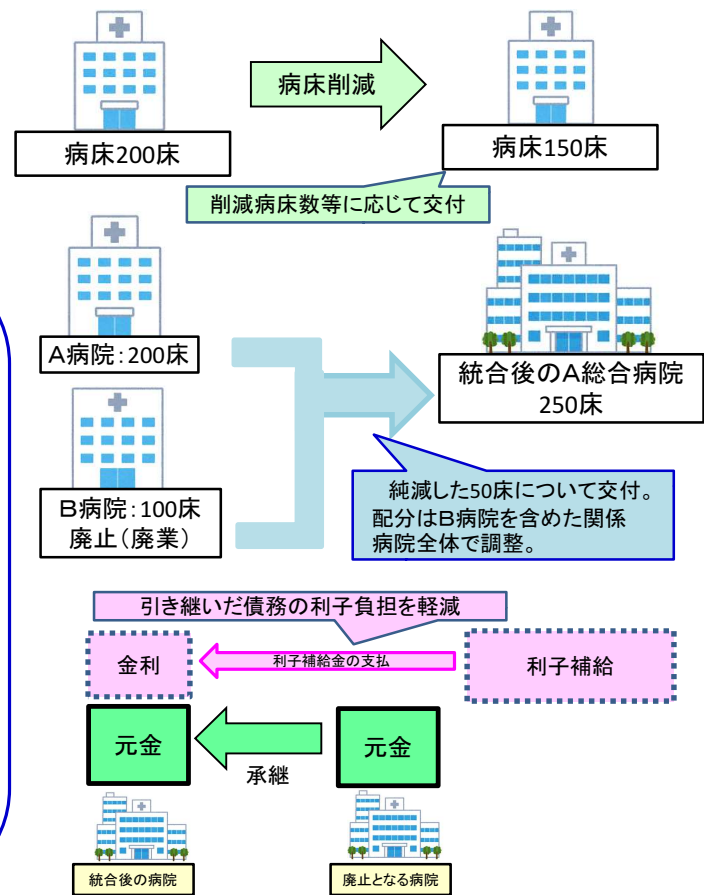 病床削減
病床200床
病床150床
削減病床数等に応じて交付
A病院:200床
B病院:100床
廃止(廃業)
統合後のA総合病院
250床
純減した50床について交付。
配分はB病院を含めた関係
病院全体で調整。
引き継いだ債務の利子負担を軽減
金利
利子補給金の支払
利子補給
元金
承継
元金
統合後の病院
廃止となる病院